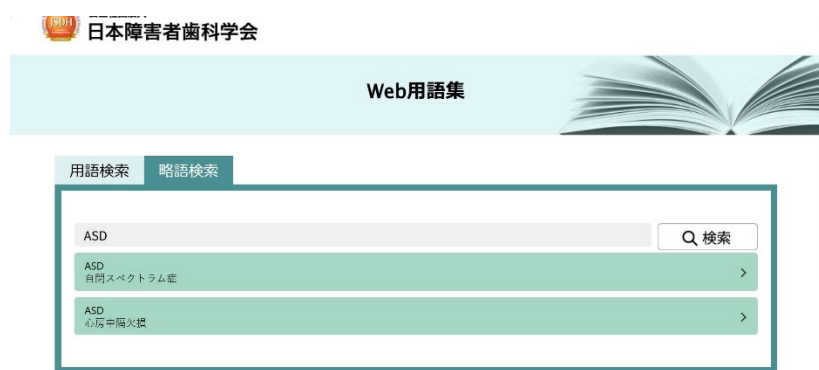 JSDH
日本障害者歯科学会
Web用語集
用語検索 略語検索
ASD 検索
ASD
自閉スペクトラム症
ASD
心房中隔欠損